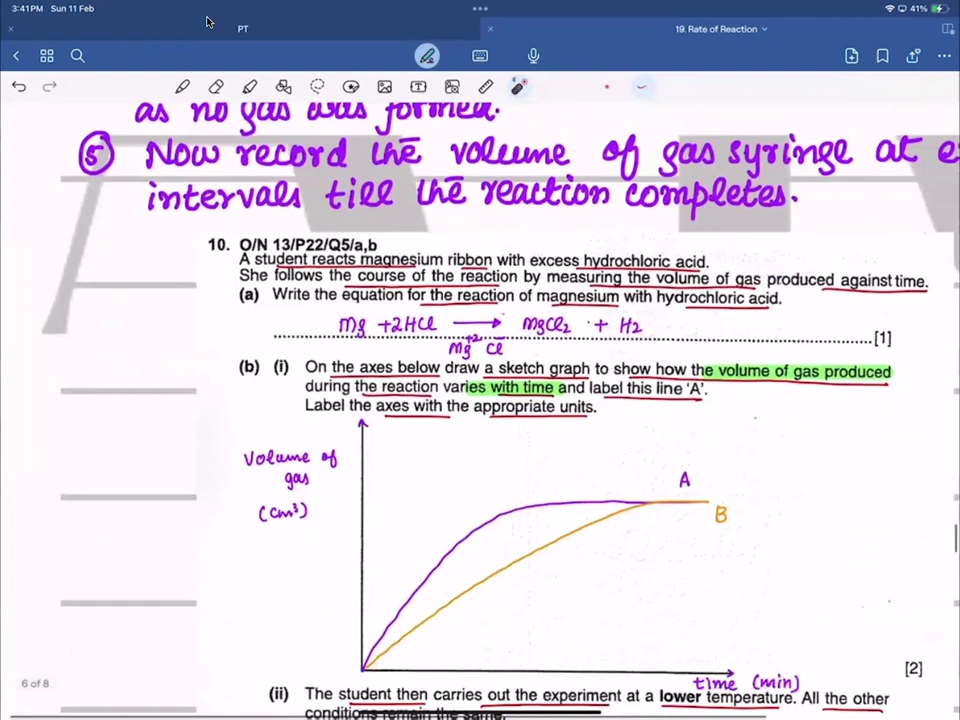 3:41PM Sun 11 Feb
41%
PT
19. Rate of Reaction
as no gas was formed.
⑤ Now record the volume of gas syringe at
intervals till the reaction completes.
10. O/N 13/P22/Q5/a,b
A student reacts magnesium ribbon with excess hydrochloric acid.
She follows the course of the reaction by measuring the volume of gas produced against time.
(a) Write the equation for the reaction of magnesium with hydrochloric acid.
Mg + 2HCl → MgCl2 + H2
[1]
Mg+2 Cl-
(b) (i) On the axes below draw a sketch graph to show how the volume of gas produced
during the reaction varies with time and label this line ‘A’.
Label the axes with the appropriate units.
Volume of
gas
(cm³)
A
B
time (min)
[2]
6 of 8
(ii) The student then carries out the experiment at a lower temperature. All the other
conditions remain the same.